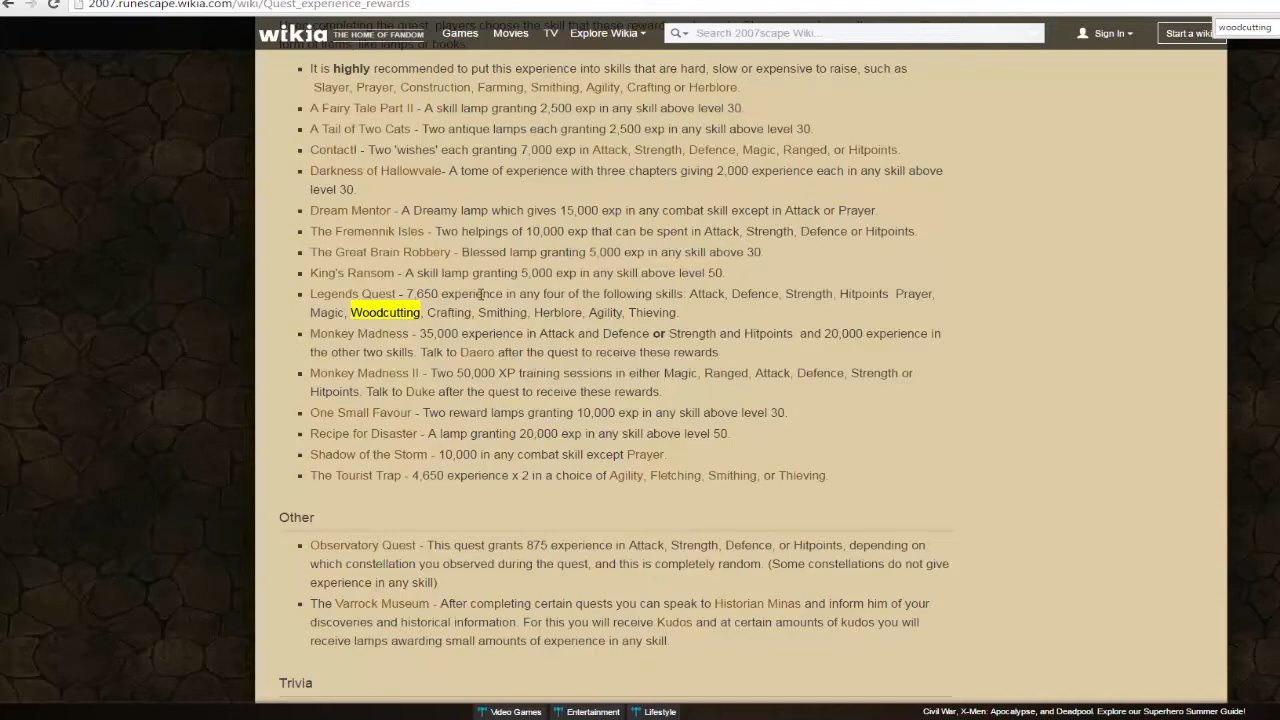 2007.runescape.wikia.com/wiki/Quest_experience_rewards
woodcutting
wikia THE HOME OF FANDOM Games Movies TV Explore Wikia Search 2007scape Wiki... Sign In Start a wiki
It is highly recommended to put this experience into skills that are hard, slow or expensive to raise, such as
Slayer, Prayer, Construction, Farming, Smithing, Agility, Crafting or Herblore.
A Fairy Tale Part II - A skill lamp granting 2,500 exp in any skill above level 30.
A Tail of Two Cats - Two antique lamps each granting 2,500 exp in any skill above level 30.
Contact! - Two 'wishes' each granting 7,000 exp in Attack, Strength, Defence, Magic, Ranged, or Hitpoints.
Darkness of Hallowvale- A tome of experience with three chapters giving 2,000 experience each in any skill above
level 30.
Dream Mentor - A Dreamy lamp which gives 15,000 exp in any combat skill except in Attack or Prayer.
The Fremennik Isles - Two helpings of 10,000 exp that can be spent in Attack, Strength, Defence or Hitpoints.
The Great Brain Robbery - Blessed lamp granting 5,000 exp in any skill above 30.
King's Ransom - A skill lamp granting 5,000 exp in any skill above level 50.
Legends Quest - 7,650 experience in any four of the following skills: Attack, Defence, Strength, Hitpoints Prayer,
Magic, Woodcutting, Crafting, Smithing, Herblore, Agility, Thieving.
Monkey Madness - 35,000 experience in Attack and Defence or Strength and Hitpoints and 20,000 experience in
the other two skills. Talk to Daero after the quest to receive these rewards.
Monkey Madness II - Two 50,000 XP training sessions in either Magic, Ranged, Attack, Defence, Strength or
Hitpoints. Talk to Duke after the quest to receive these rewards.
One Small Favour - Two reward lamps granting 10,000 exp in any skill above level 30.
Recipe for Disaster - A lamp granting 20,000 exp in any skill above level 50.
Shadow of the Storm - 10,000 in any combat skill except Prayer.
The Tourist Trap - 4,650 experience x 2 in a choice of Agility, Fletching, Smithing, or Thieving.
Other
Observatory Quest - This quest grants 875 experience in Attack, Strength, Defence, or Hitpoints, depending on
which constellation you observed during the quest, and this is completely random. (Some constellations do not give
experience in any skill)
The Varrock Museum - After completing certain quests you can speak to Historian Minas and inform him of your
discoveries and historical information. For this you will receive Kudos and at certain amounts of kudos you will
receive lamps awarding small amounts of experience in any skill.
Trivia
Video Games Entertainment Lifestyle Civil War, X-Men: Apocalypse, and Deadpool. Explore our Superhero Summer Guide!